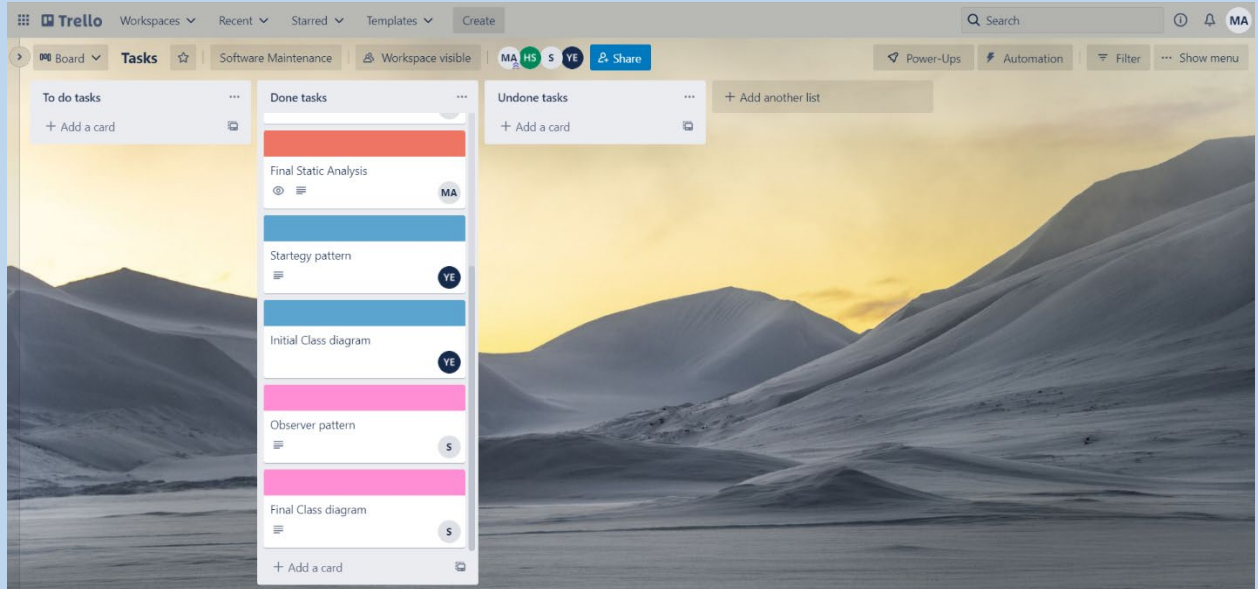 Trello Workspaces Recent Starred Templates Create Search MA
Board Tasks Software Maintenance Workspace visible MA HS S YE Share Power-Ups Automation Filter Show menu
To do tasks
+ Add a card
Done tasks
Final Static Analysis
MA
Startegy pattern
YE
Initial Class diagram
YE
Observer pattern
S
Final Class diagram
S
+ Add a card
Undone tasks
+ Add a card
+ Add another list